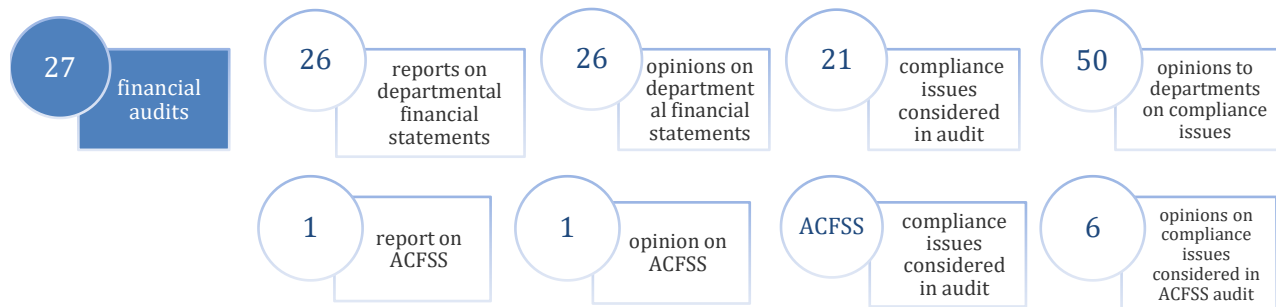 27
financial
audits
26
reports on
departmental
financial
statements
26
opinions on
department
al financial
statements
21
compliance
issues
considered
in audit
50
opinions to
departments
on compliance
issues
1
report on
ACFSS
1
opinion on
ACFSS
ACFSS
compliance
issues
considered
in audit
6
opinions on
compliance
issues
considered in
ACFSS audit